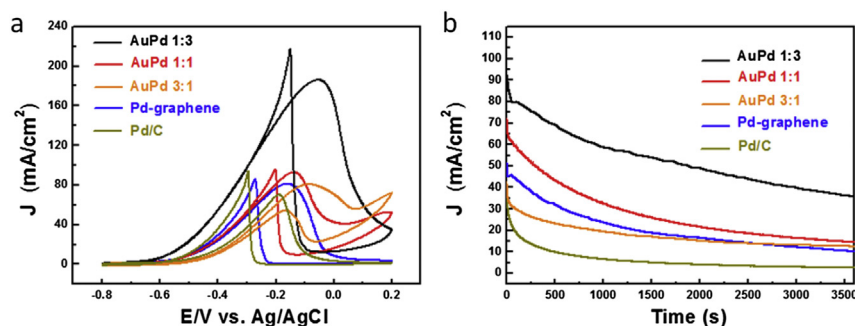 a
240
200
160
120
80
40
0
J (mA/cm²)
AuPd 1:3
AuPd 1:1
AuPd 3:1
Pd-graphene
Pd/C
-0.8 -0.6 -0.4 -0.2 0.0 0.2
E/V vs. Ag/AgCl
b
110
100
90
80
70
60
50
40
30
20
10
0
J (mA/cm²)
AuPd 1:3
AuPd 1:1
AuPd 3:1
Pd-graphene
Pd/C
0 500 1000 1500 2000 2500 3000 3500
Time (s)